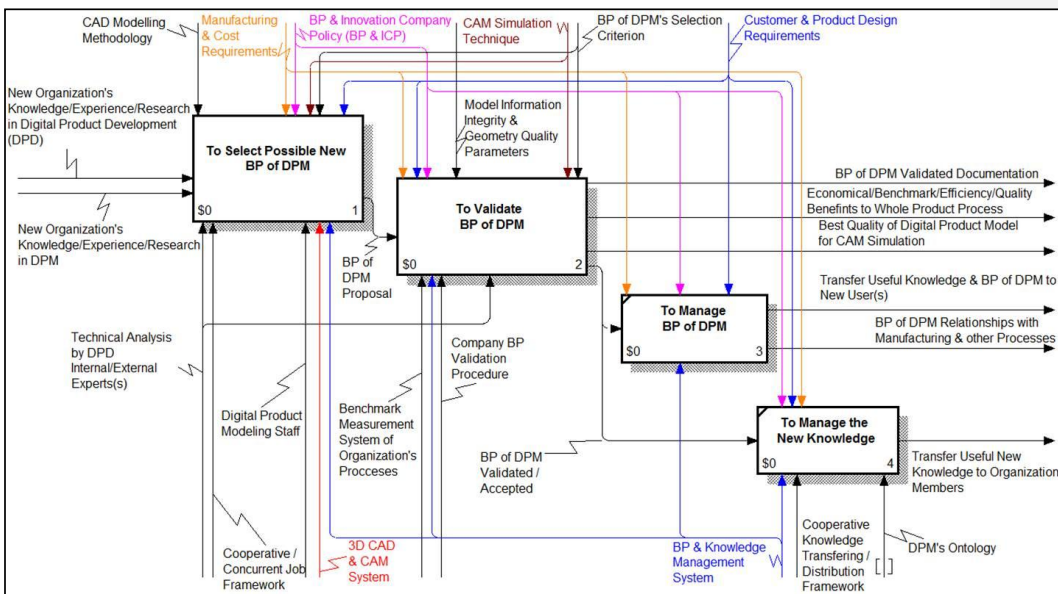 CAD Modelling
Methodology
Manufacturing
& Cost
Requirements
BP & Innovation Company
Policy (BP & ICP)
CAM Simulation
Technique
BP of DPM's Selection
Criterion
Customer & Product Design
Requirements
New Organization's
Knowledge/Experience/Research
in Digital Product Development
(DPD)
To Select Possible New
BP of DPM
$0
1
Model Information
Integrity &
Geometry Quality
Parameters
New Organization's
Knowledge/Experience/Research
in DPM
BP of
DPM
Proposal
To Validate
BP of DPM
$0
2
BP of DPM Validated Documentation
Economical/Benchmark/Efficiency/Quality
Benefints to Whole Product Process
Best Quality of Digital Product Model
for CAM Simulation
To Manage
BP of DPM
$0
3
Transfer Useful Knowledge & BP of DPM to
New User(s)
BP of DPM Relationships with
Manufacturing & other Processes
Technical Analysis
by DPD
Internal/External
Experts(s)
Digital Product
Modeling Staff
Company BP
Validation
Procedure
Benchmark
Measurement
System of
Organization's
Procceses
BP of DPM
Validated /
Accepted
To Manage the
New Knowledge
$0
4
Transfer Useful New
Knowledge to Organization
Members
Cooperative /
Concurrent Job
Framework
3D CAD
& CAM
System
BP & Knowledge
Management
System
Cooperative
Knowledge
Transfering /
Distribution
Framework
DPM's Ontology